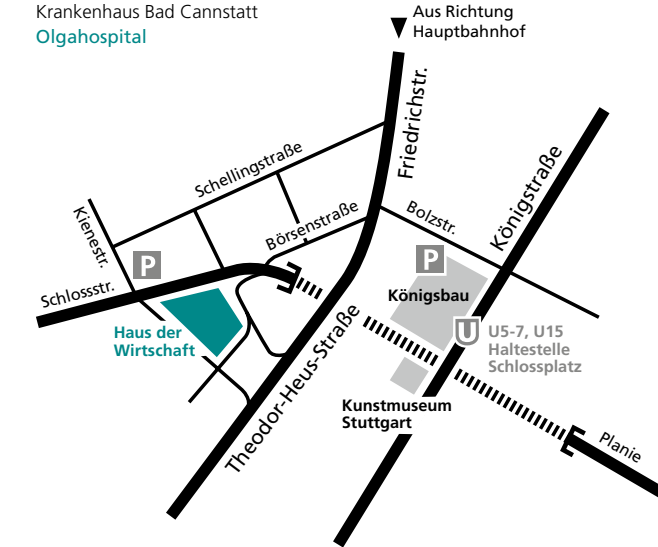 Krankenhaus Bad Cannstatt
Olgahospital
Aus Richtung
Hauptbahnhof
Friedrichstr.
Königstraße
Schellingstraße
Kienestr.
Börsenstraße
Bolzstr.
P
P
Schlossstr.
Königsbau
Haus der
Wirtschaft
U
U5-7, U15
Haltestelle
Schlossplatz
Theodor-Heus-Straße
Kunstmuseum
Stuttgart
Planie